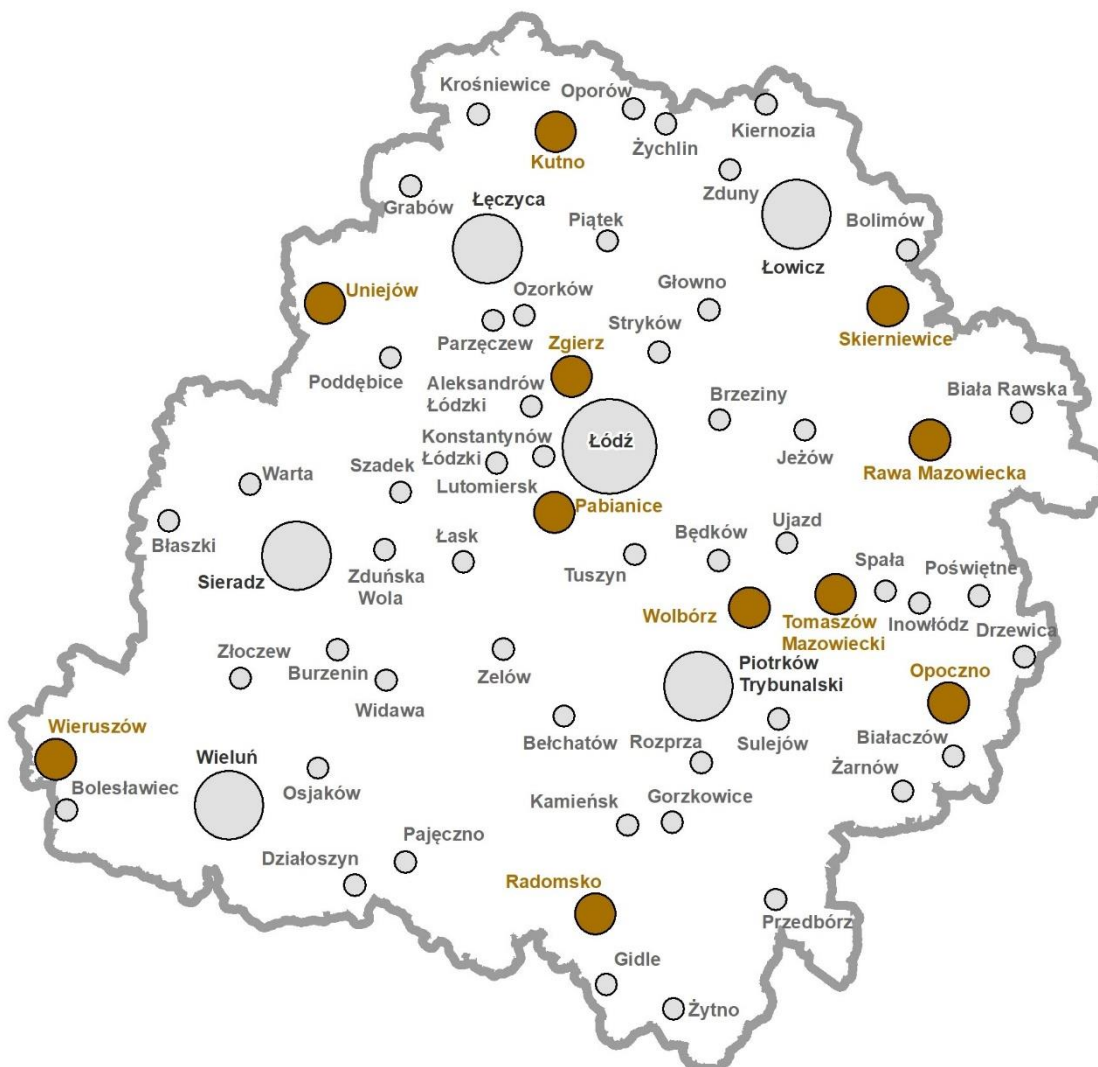 Krośniewice
Oporów
Kiernozia
Żychlin
Kutno
Zduny
Grabów
Łęczyca
Piątek
Bolimów
Łowicz
Uniejów
Ozorków
Głowno
Parzęczew
Stryków
Skierniewice
Zgierz
Poddębice
Aleksandrów
Łódzki
Brzeziny
Biała Rawska
Konstantynów
Łódzki
Łódź
Jeżów
Rawa Mazowiecka
Warta
Szadek
Lutomiersk
Pabianice
Błaszki
Sieradz
Zduńska
Wola
Łask
Tuszyn
Będków
Ujazd
Spała
Poświętne
Wolbórz
Tomaszów
Mazowiecki
Inowłódz
Drzewica
Złoczew
Burzenin
Widawa
Zelów
Piotrków
Trybunalski
Opoczno
Wieruszów
Wieluń
Bełchatów
Rozprza
Sulejów
Białaczów
Bolesławiec
Osjaków
Żarnów
Kamieńsk
Gorzkowice
Działoszyn
Pajęczno
Radomsko
Przedbórz
Gidle
Żytno